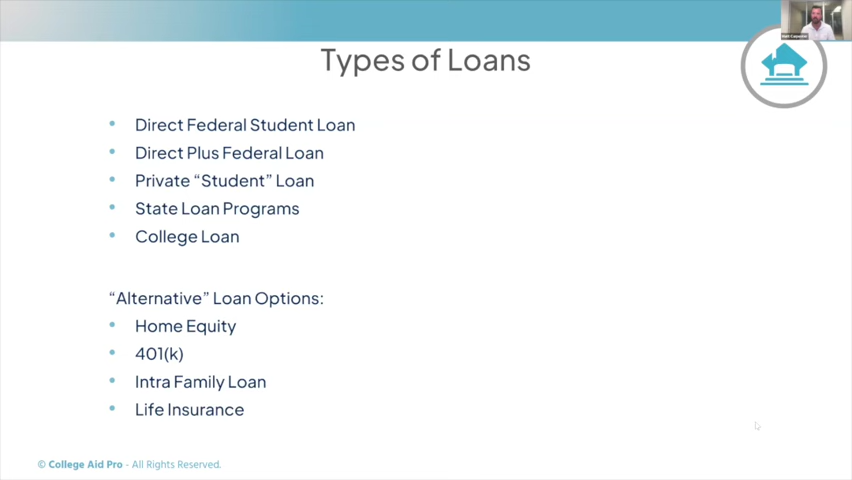 Types of Loans
Direct Federal Student Loan
Direct Plus Federal Loan
Private “Student” Loan
State Loan Programs
College Loan
“Alternative” Loan Options:
Home Equity
401(k)
Intra Family Loan
Life Insurance
© College Aid Pro - All Rights Reserved.